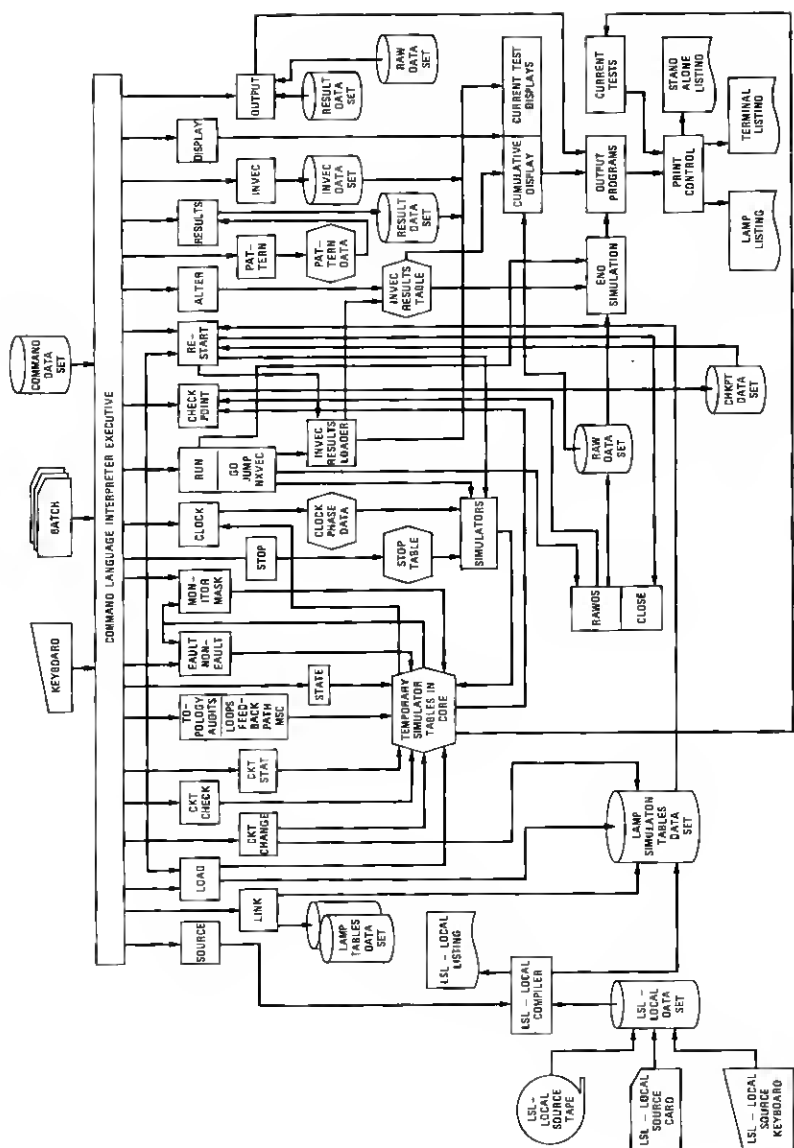 KEYBOARD
BATCH
COMMAND
DATA
SET
COMMAND LANGUAGE INTERPRETER EXECUTIVE
SOURCE
LINK
LOAD
CKT
CHANGE
CKT
CHECK
CKT
STAT
TO-
POLOGY
AUDITS
LOOPS
FEED-
BACK
PATH
MSC
STATE
FAULT
NON-
FAULT
MON-
ITOR
MASK
STOP
CLOCK
RUN
GO
JUMP
NXVEC
CHECK
POINT
RE-
START
ALTER
PAT-
TERN
RESULTS
INVEC
DISPLAY
OUTPUT
LAMP
TABLES
DATA
SET
CLOCK
PHASE
DATA
STOP
TABLE
INVEC
RESULTS
LOADER
PAT-
TERN
DATA
INVEC
RESULTS
TABLE
RESULT
DATA
SET
INVEC
DATA
SET
RESULT
DATA
SET
RAW
DATA
SET
LSL – LOCAL
LISTING
TEMPORARY
SIMULATOR
TABLES IN
CORE
SIMULATORS
CUMULATIVE
DISPLAY
CURRENT TEST
DISPLAYS
LSL – LOCAL
COMPILER
RAWOS
CLOSE
RAW
DATA
SET
END
SIMULATION
OUTPUT
PROGRAMS
CURRENT
TESTS
LSL–
LOCAL
SOURCE
TAPE
LSL – LOCAL
SOURCE
CARD
LSL – LOCAL
SOURCE
KEYBOARD
LSL –
LOCAL
DATA
SET
LAMP
SIMULATON
TABLES
DATA
SET
CHKPT
DATA
SET
PRINT
CONTROL
STAND
ALONE
LISTING
LAMP
LISTING
TERMINAL
LISTING